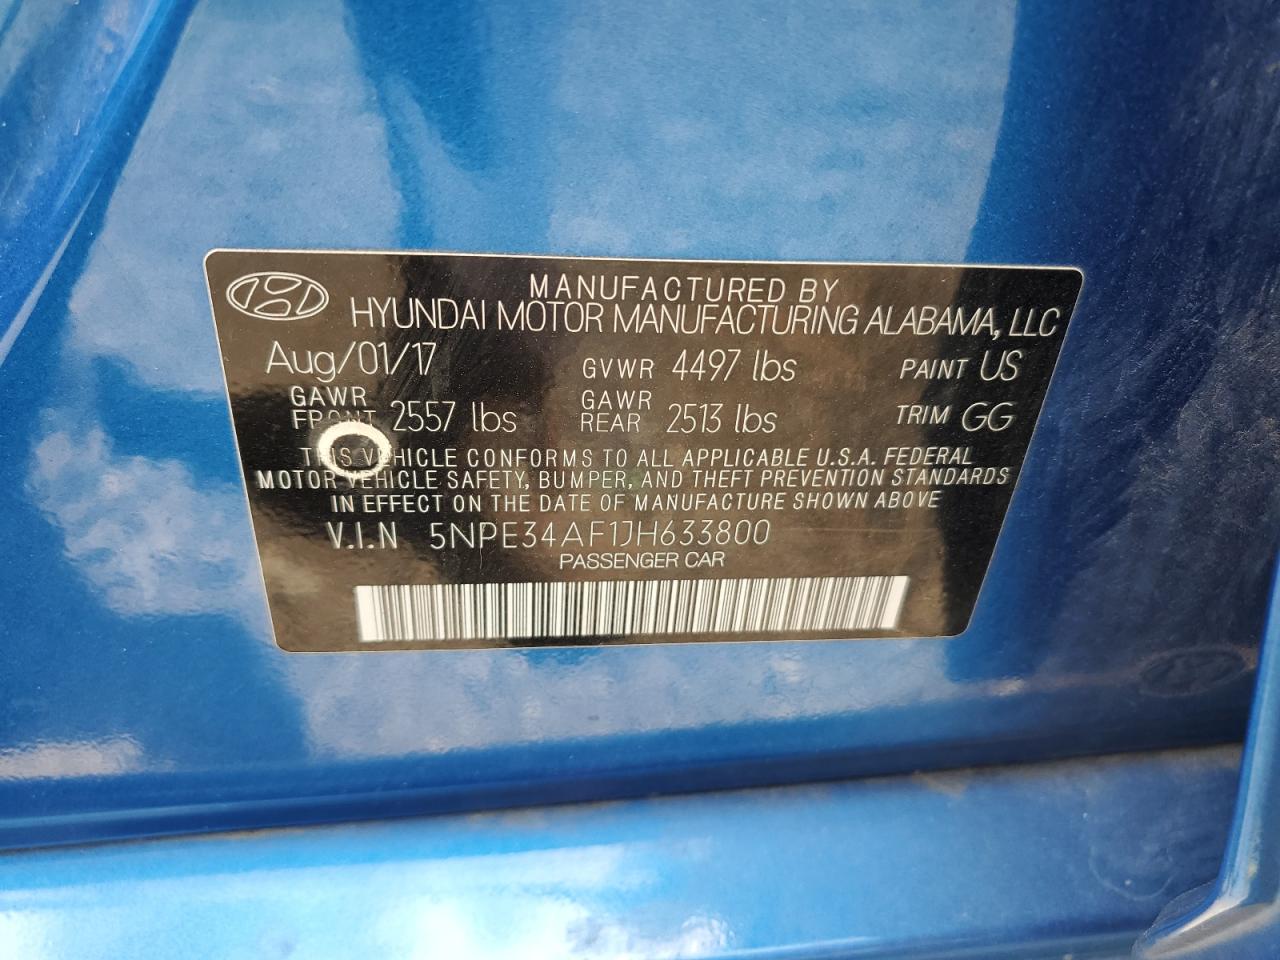 MANUFACTURED BY
HYUNDAI MOTOR MANUFACTURING ALABAMA, LLC
Aug/01/17 GVWR 4497 lbs PAINT US
GAWR FRONT 2557 lbs GAWR REAR 2513 lbs TRIM GG
THIS VEHICLE CONFORMS TO ALL APPLICABLE U.S.A. FEDERAL
MOTOR VEHICLE SAFETY, BUMPER, AND THEFT PREVENTION STANDARDS
IN EFFECT ON THE DATE OF MANUFACTURE SHOWN ABOVE
V.I.N 5NPE34AF1JH633800
PASSENGER CAR